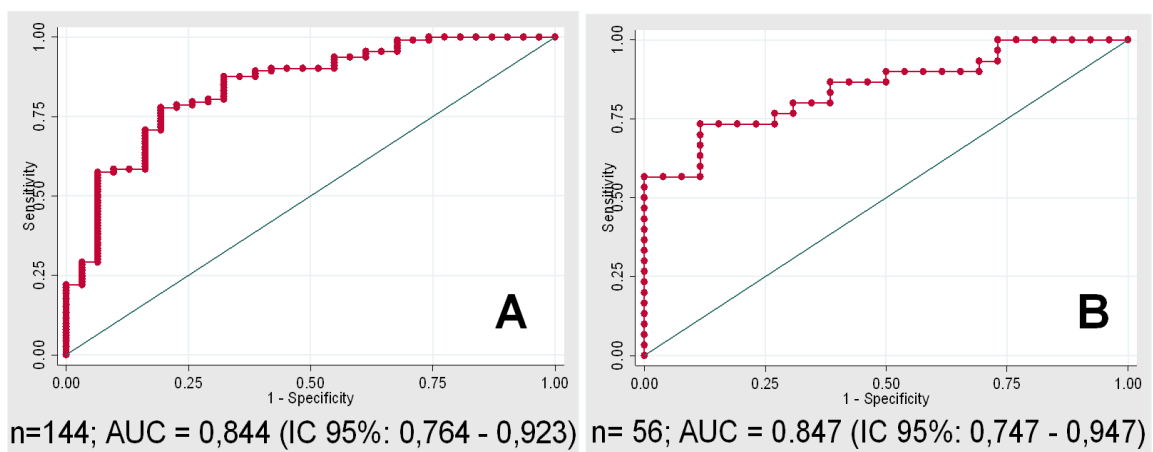 1.00
0.75
0.50
0.25
0.00
Sensitivity
A
0.00 0.25 0.50 0.75 1.00
1 - Specificity
n=144; AUC = 0,844 (IC 95%: 0,764 - 0,923)
1.00
0.75
0.50
0.25
0.00
Sensitivity
B
0.00 0.25 0.50 0.75 1.00
1 - Specificity
n= 56; AUC = 0.847 (IC 95%: 0,747 - 0,947)